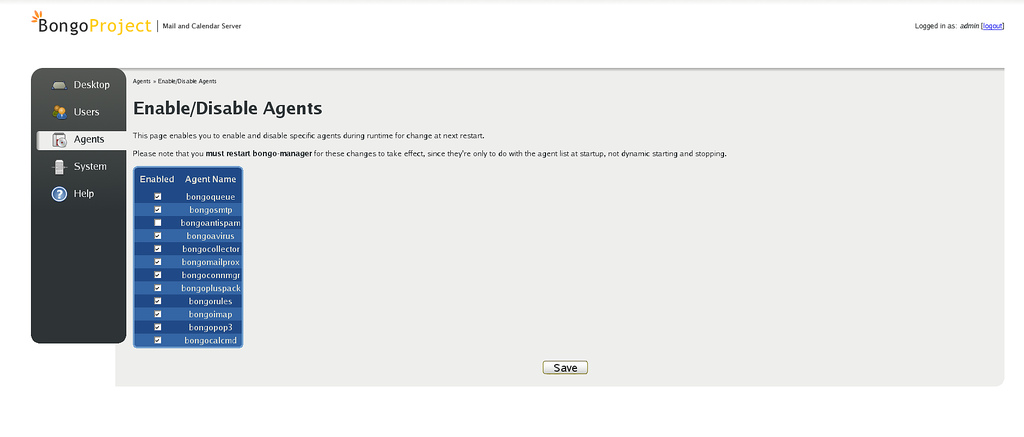 BongoProject | Mail and Calendar Server
Logged in as: admin [logout]
Desktop
Users
Agents
System
Help
Agents » Enable/Disable Agents
Enable/Disable Agents
This page enables you to enable and disable specific agents during runtime for change at next restart.
Please note that you must restart bongo-manager for these changes to take effect, since they're only to do with the agent list at startup, not dynamic starting and stopping.
Enabled Agent Name
bongoqueue
bongosmtp
bongoantispam
bongoavirus
bongocollector
bongomailprox
bongoconnmgr
bongopluspack
bongorules
bongoimap
bongopop3
bongocalcmd
Save